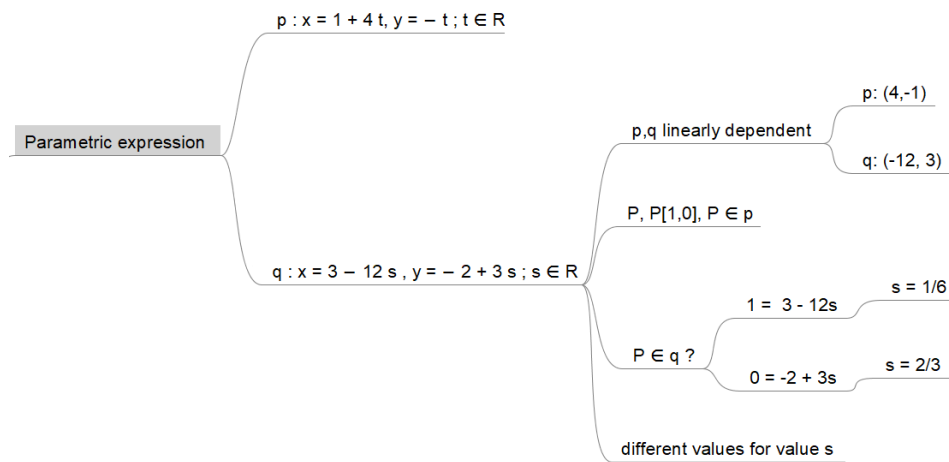 Parametric expression
p : x = 1 + 4 t, y = – t ; t ∈ R
q : x = 3 – 12 s , y = – 2 + 3 s ; s ∈ R
p,q linearly dependent
p: (4,-1)
q: (-12, 3)
P, P[1,0], P ∈ p
P ∈ q ?
1 =  3 - 12s
s = 1/6
0 = -2 + 3s
s = 2/3
different values for value s